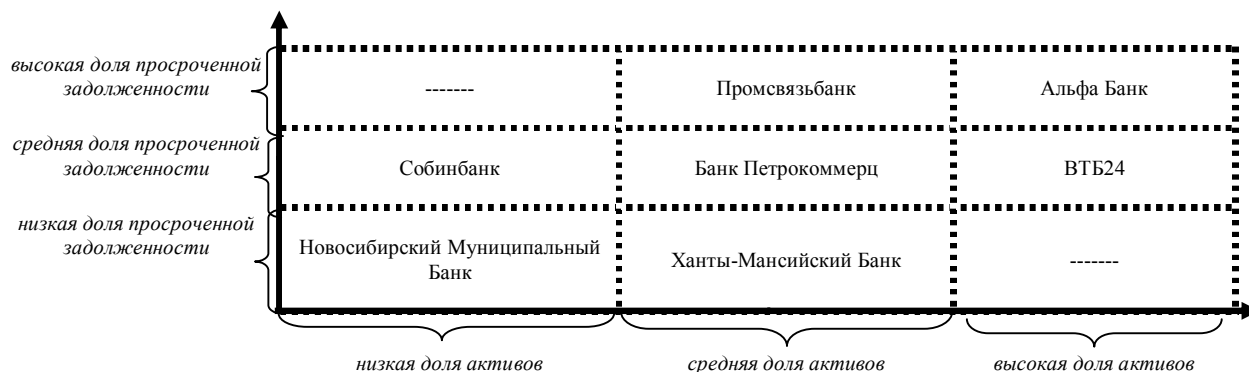 высокая доля просроченной
задолженности
-------
Промсвязьбанк
Альфа Банк
средняя доля просроченной
задолженности
Собинбанк
Банк Петрокоммерц
ВТБ24
низкая доля просроченной
задолженности
Новосибирский Муниципальный
Банк
Ханты-Мансийский Банк
-------
низкая доля активов
средняя доля активов
высокая доля активов